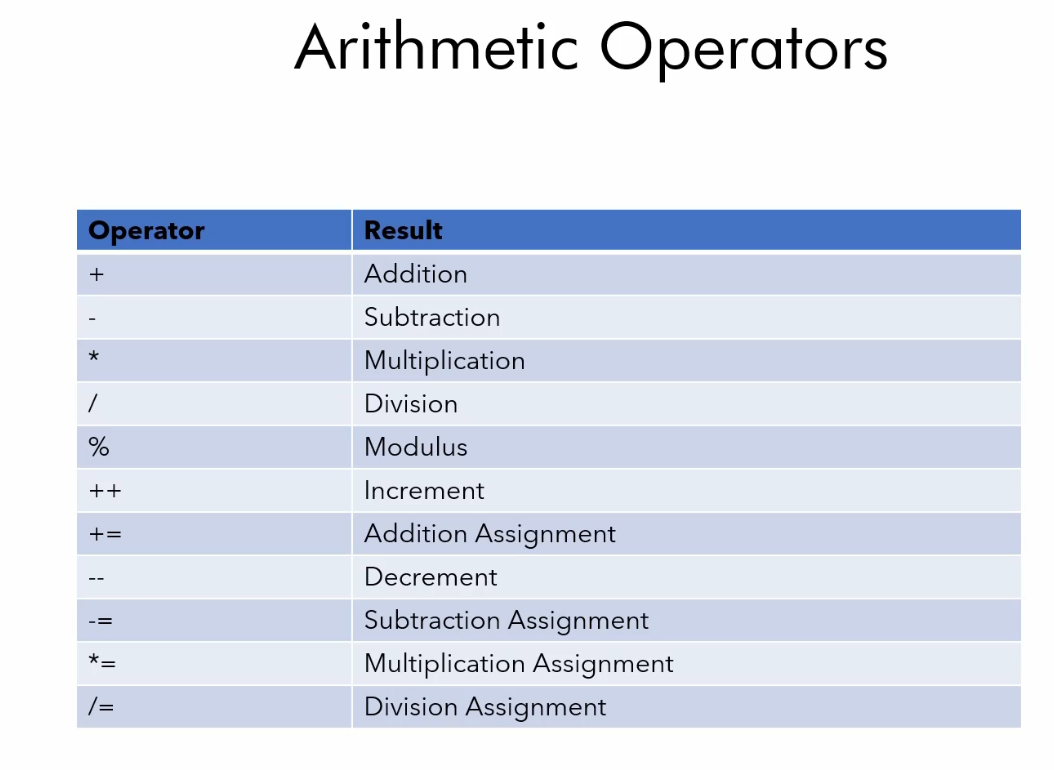 Arithmetic Operators
Operator Result
+ Addition
- Subtraction
* Multiplication
/ Division
% Modulus
++ Increment
+= Addition Assignment
-- Decrement
-= Subtraction Assignment
*= Multiplication Assignment
/= Division Assignment